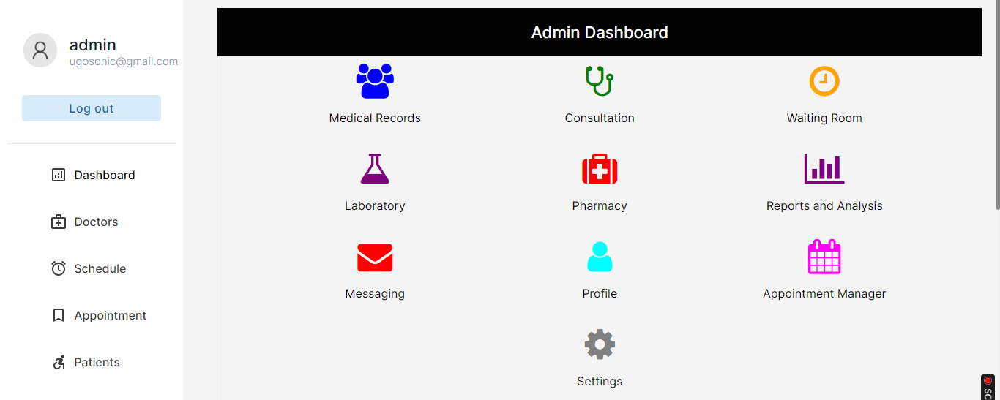 admin
ugosonic@gmail.com
Log out
Dashboard
Doctors
Schedule
Appointment
Patients
Admin Dashboard
Medical Records
Consultation
Waiting Room
Laboratory
Pharmacy
Reports and Analysis
Messaging
Profile
Appointment Manager
Settings
SC